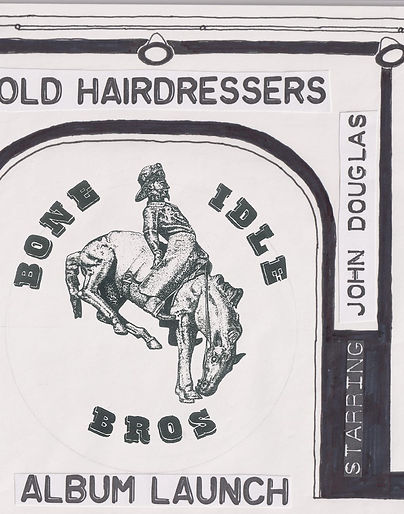 OLD HAIRDRESSERS
BONE IDLE
BROS
ALBUM LAUNCH
STARRING JOHN DOUGLAS